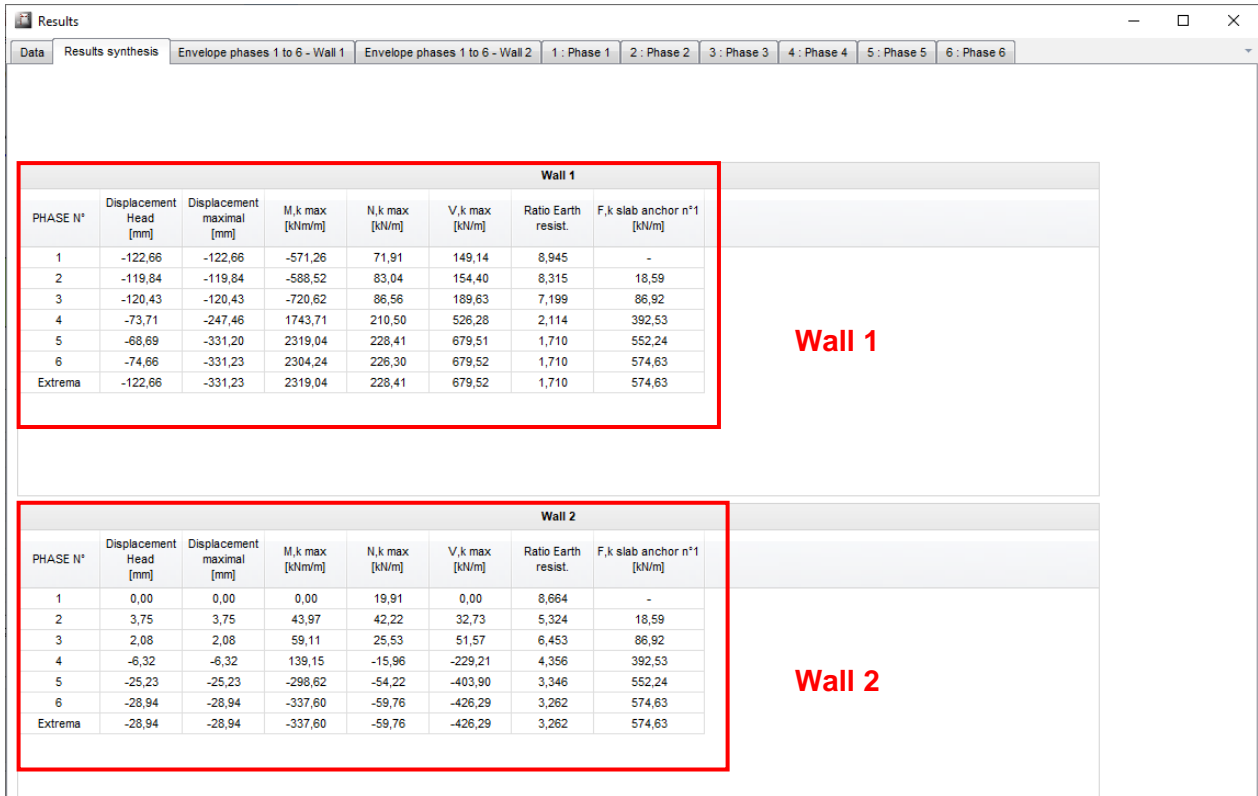 Results
Data Results synthesis Envelope phases 1 to 6 - Wall 1 Envelope phases 1 to 6 - Wall 2 1 : Phase 1 2 : Phase 2 3 : Phase 3 4 : Phase 4 5 : Phase 5 6 : Phase 6
Wall 1
PHASE N° Displacement Head [mm] Displacement maximal [mm] M,k max [kNm/m] N,k max [kN/m] V,k max [kN/m] Ratio Earth resist. F,k slab anchor n°1 [kN/m]
1 -122,66 -122,66 -571,26 71,91 149,14 8,945 -
2 -119,84 -119,84 -588,52 83,04 154,40 8,315 18,59
3 -120,43 -120,43 -720,62 86,56 189,63 7,199 86,92
4 -73,71 -247,46 1743,71 210,50 526,28 2,114 392,53
5 -68,69 -331,20 2319,04 228,41 679,51 1,710 552,24
6 -74,66 -331,23 2304,24 226,30 679,52 1,710 574,63
Extrema -122,66 -331,23 2319,04 228,41 679,52 1,710 574,63
Wall 1
Wall 2
PHASE N° Displacement Head [mm] Displacement maximal [mm] M,k max [kNm/m] N,k max [kN/m] V,k max [kN/m] Ratio Earth resist. F,k slab anchor n°1 [kN/m]
1 0,00 0,00 0,00 19,91 0,00 8,664 -
2 3,75 3,75 43,97 42,22 32,73 5,324 18,59
3 2,08 2,08 59,11 25,53 51,57 6,453 86,92
4 -6,32 -6,32 139,15 -15,96 -229,21 4,356 392,53
5 -25,23 -25,23 -298,62 -54,22 -403,90 3,346 552,24
6 -28,94 -28,94 -337,60 -59,76 -426,29 3,262 574,63
Extrema -28,94 -28,94 -337,60 -59,76 -426,29 3,262 574,63
Wall 2